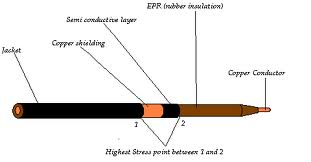 EPR (rubber insulation)
Semi conductive layer
Copper shielding
Jacket
Copper Conductor
1
2
Highest Stress point between 1 and 2